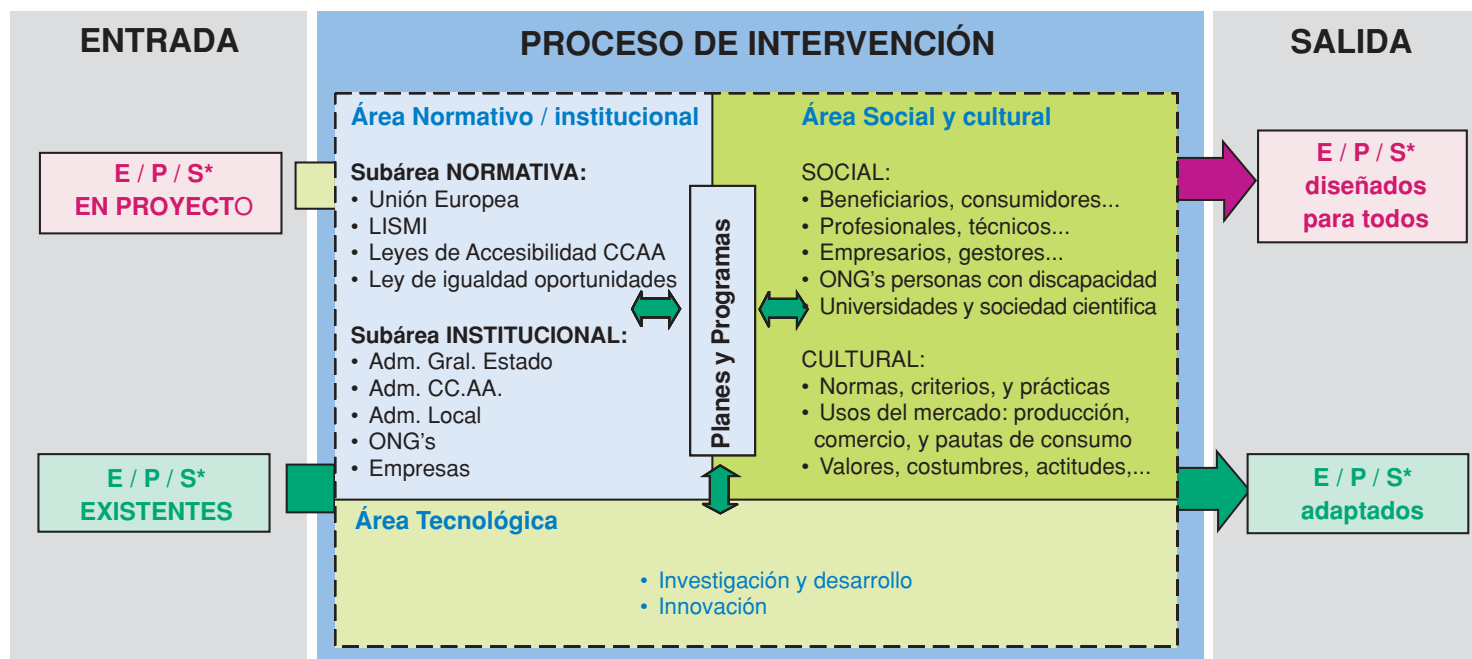 ENTRADA
E / P / S*
EN PROYECTO
E / P / S*
EXISTENTES
PROCESO DE INTERVENCIÓN
Área Normativo / institucional
Subárea NORMATIVA:
• Unión Europea
• LISMI
• Leyes de Accesibilidad CCAA
• Ley de igualdad oportunidades
Subárea INSTITUCIONAL:
• Adm. Gral. Estado
• Adm. CC.AA.
• Adm. Local
• ONG's
• Empresas
Planes y Programas
Área Social y cultural
SOCIAL:
• Beneficiarios, consumidores...
• Profesionales, técnicos...
• Empresarios, gestores...
• ONG's personas con discapacidad
• Universidades y sociedad cientifica
CULTURAL:
• Normas, criterios, y prácticas
• Usos del mercado: producción,
comercio, y pautas de consumo
• Valores, costumbres, actitudes,...
Área Tecnológica
• Investigación y desarrollo
• Innovación
SALIDA
E / P / S*
diseñados
para todos
E / P / S*
adaptados